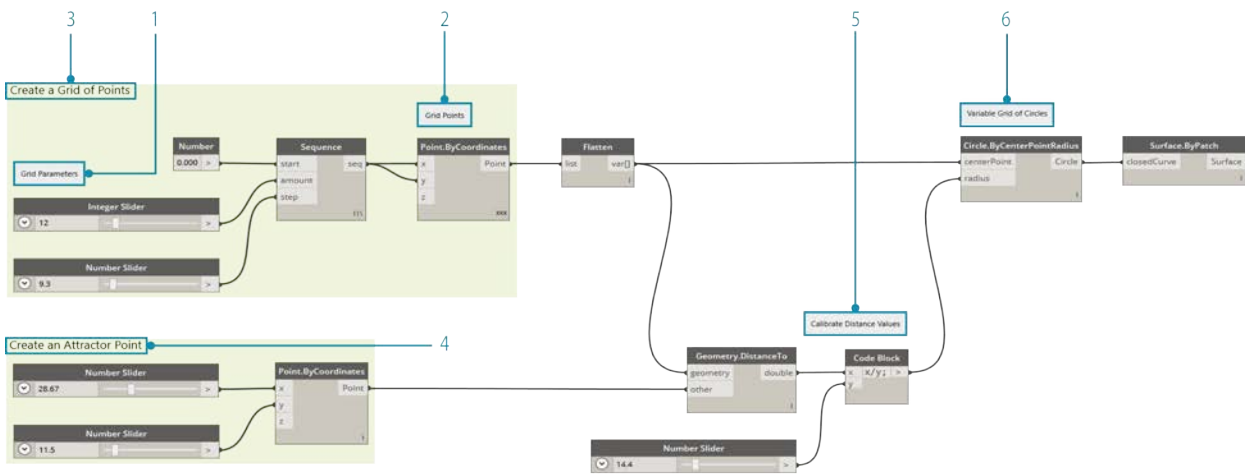 3
1
2
5
6
Create a Grid of Points
Grid Points
Variable Grid of Circles
Number
0.000 >
Sequence
start seq
amount
step
Point.ByCoordinates
x Point
y
z
xxx
Flatten
list var[]
l
Circle.ByCenterPointRadius
centerPoint Circle
radius
l
Surface.ByPatch
closedCurve Surface
l
Grid Parameters
Integer Slider
12 >
Number Slider
9.3 >
Calibrate Distance Values
Create an Attractor Point
4
Number Slider
28.67 >
Number Slider
11.5 >
Point.ByCoordinates
x Point
y
z
l
Geometry.DistanceTo
geometry double
other
l
Code Block
x x/y; >
y
Number Slider
14.4 >